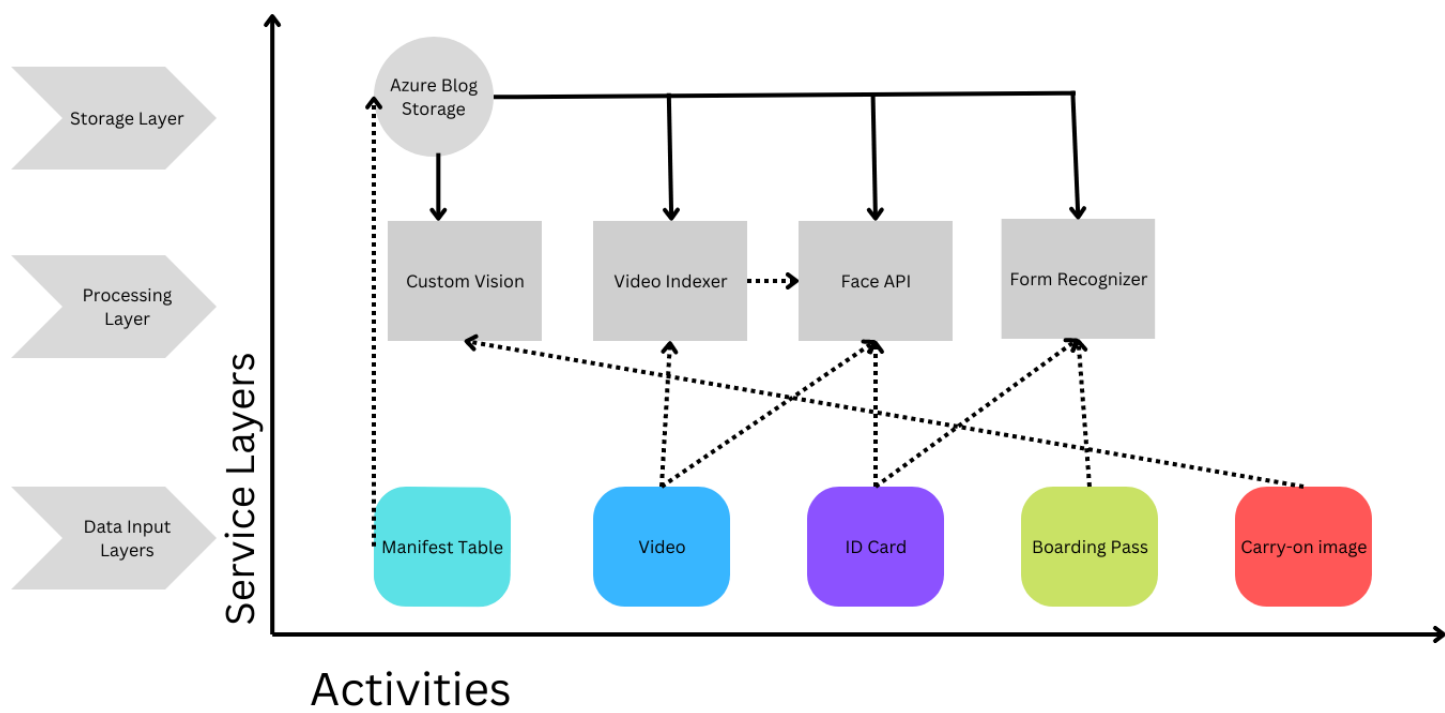 Azure Blog
Storage
Storage Layer
Custom Vision
Video Indexer
Face API
Form Recognizer
Processing
Layer
Service Layers
Data Input
Layers
Manifest Table
Video
ID Card
Boarding Pass
Carry-on image
Activities